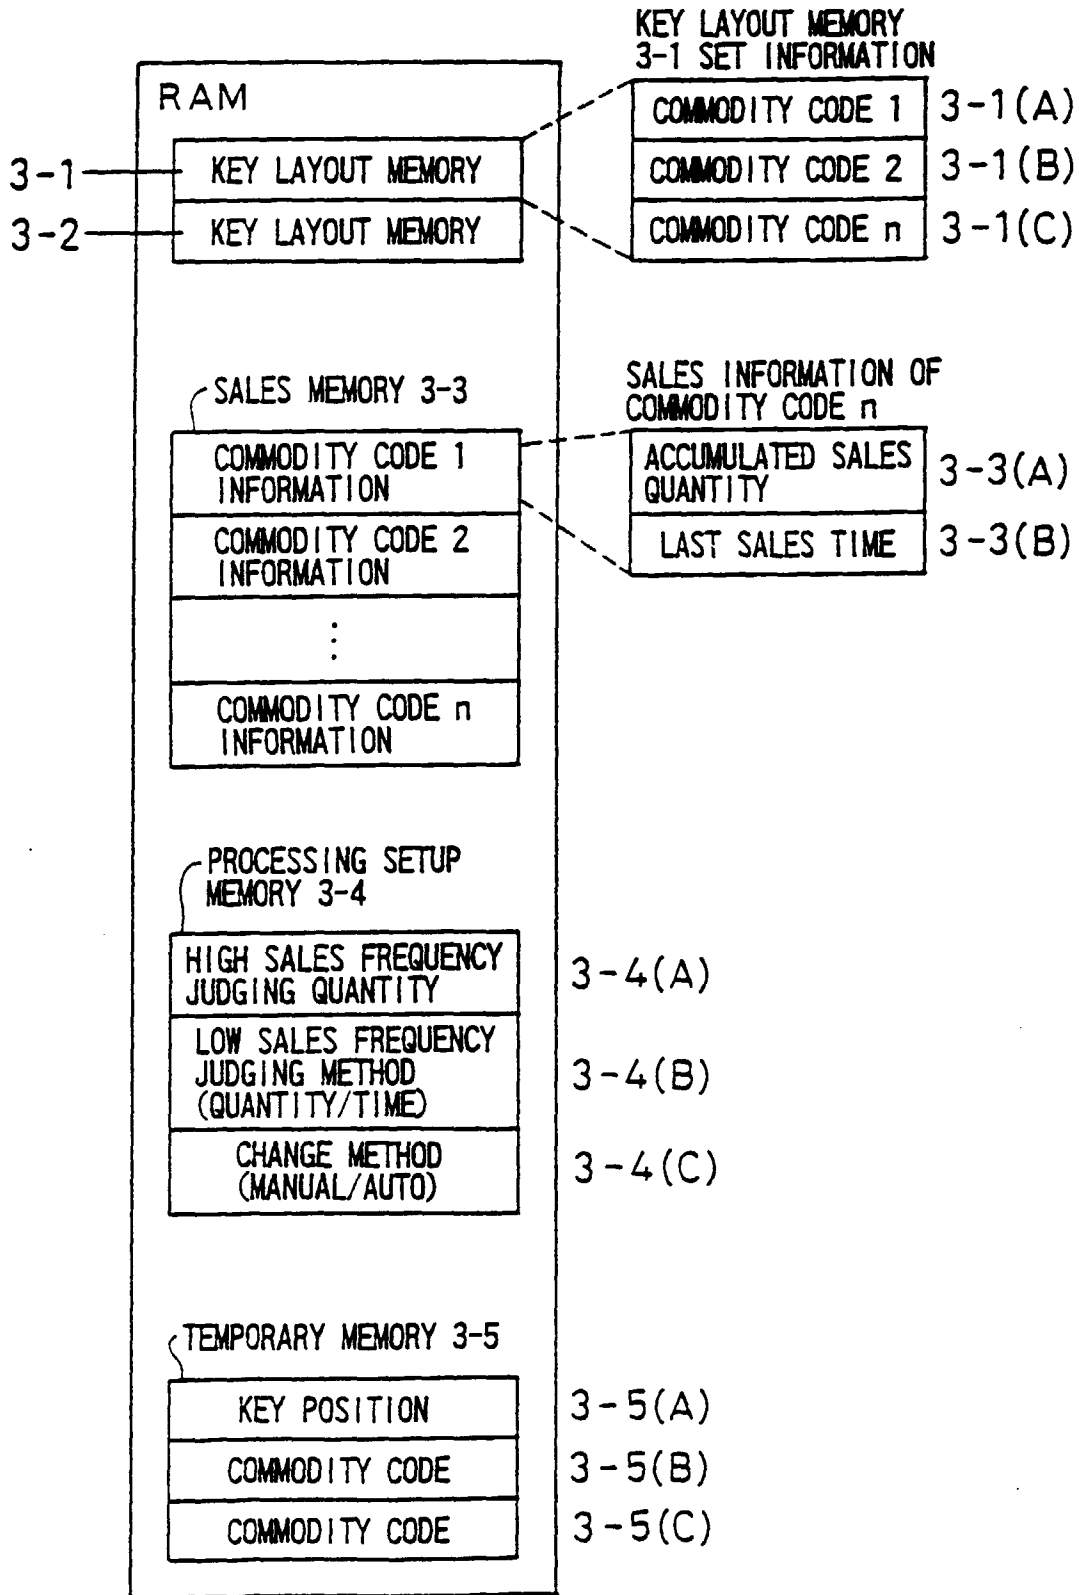 KEY LAYOUT MEMORY
3-1 SET INFORMATION
RAM
COMMODITY CODE 1
3-1(A)
3-1
KEY LAYOUT MEMORY
COMMODITY CODE 2
3-1(B)
3-2
KEY LAYOUT MEMORY
COMMODITY CODE n
3-1(C)
SALES MEMORY 3-3
SALES INFORMATION OF
COMMODITY CODE n
COMMODITY CODE 1
INFORMATION
ACCUMULATED SALES
QUANTITY
3-3(A)
COMMODITY CODE 2
INFORMATION
LAST SALES TIME
3-3(B)
COMMODITY CODE n
INFORMATION
PROCESSING SETUP
MEMORY 3-4
HIGH SALES FREQUENCY
JUDGING QUANTITY
3-4(A)
LOW SALES FREQUENCY
JUDGING METHOD
(QUANTITY/TIME)
3-4(B)
CHANGE METHOD
(MANUAL/AUTO)
3-4(C)
TEMPORARY MEMORY 3-5
KEY POSITION
3-5(A)
COMMODITY CODE
3-5(B)
COMMODITY CODE
3-5(C)